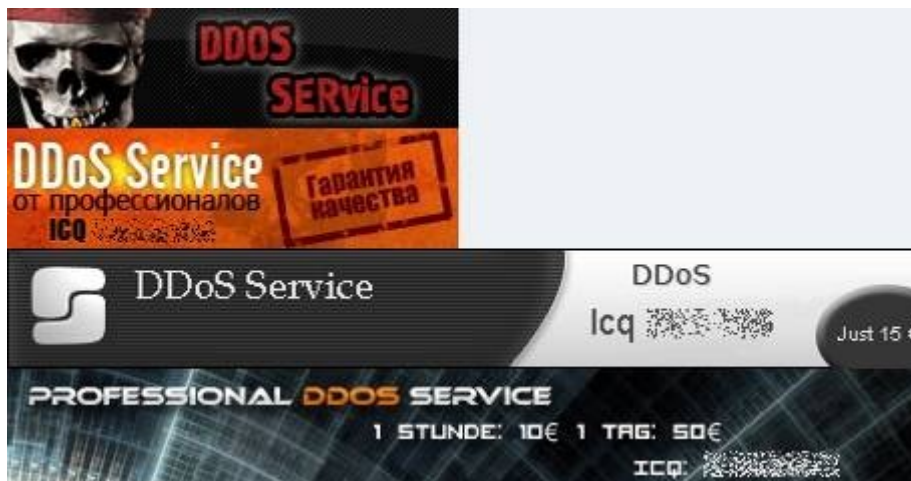 DDOS
SERvice
DDoS Service
от профессионалов
ICQ
Гарантия
качества
DDoS Service
DDoS
Icq
Just 15
PROFESSIONAL DDOS SERVICE
1 STUNDE: 10€ 1 TAG: 50€
ICQ: